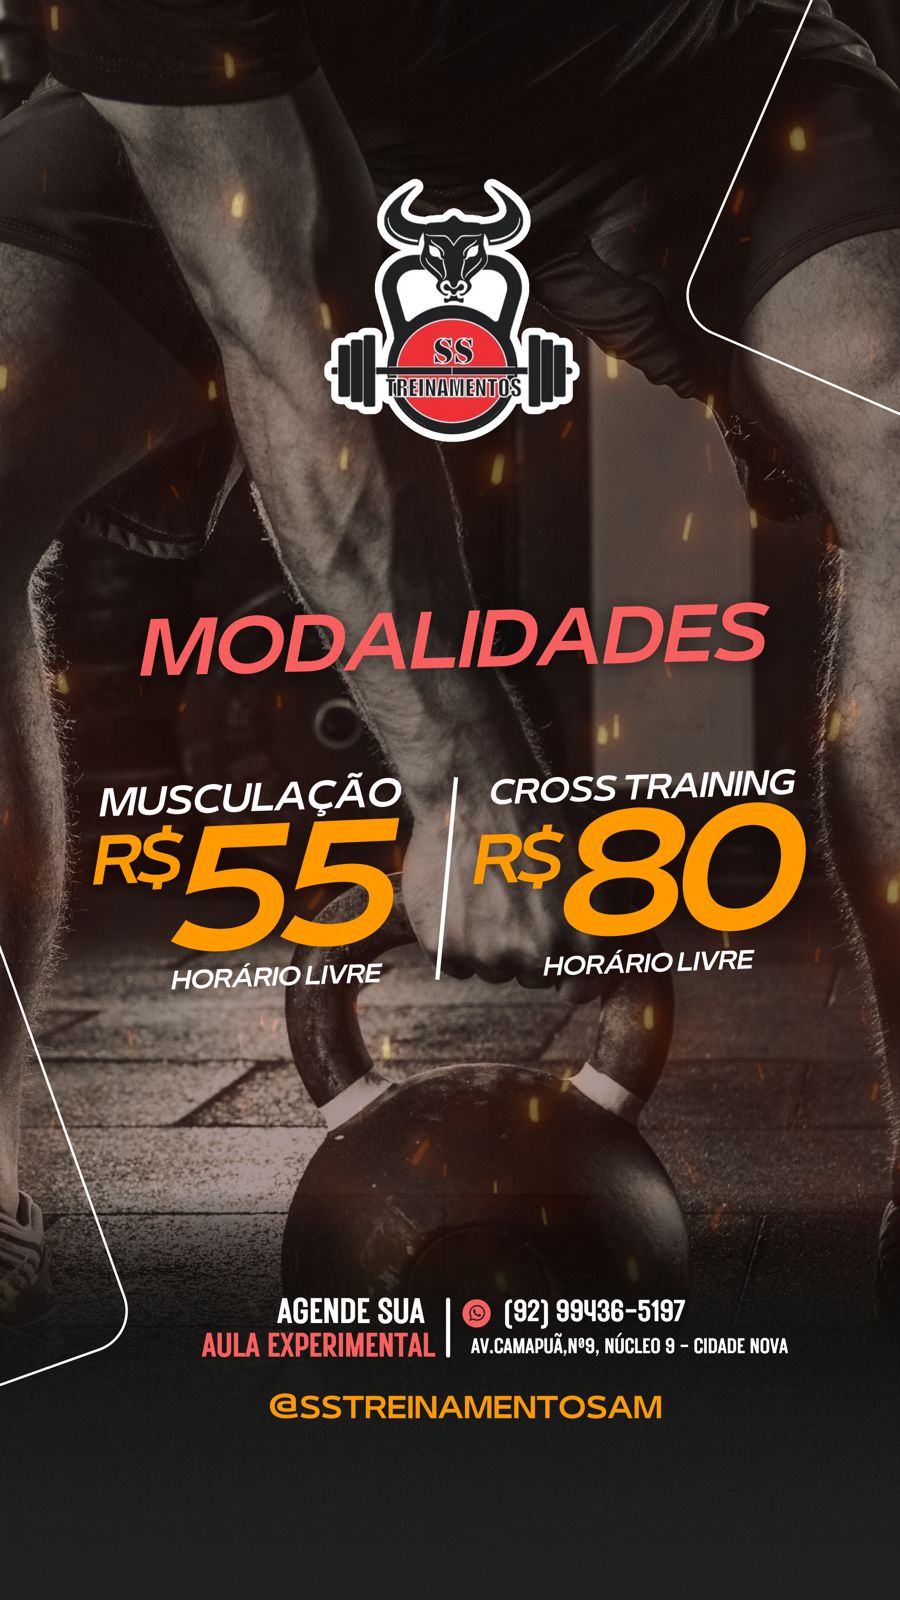 SS
TREINAMENTOS
MODALIDADES
MUSCULAÇÃO
R$55
HORÁRIO LIVRE
CROSS TRAINING
R$80
HORÁRIO LIVRE
AGENDE SUA
AULA EXPERIMENTAL
(92) 99436-5197
AV.CAMAPUÃ,Nº9, NÚCLEO 9 - CIDADE NOVA
@SSTREINAMENTOSAM